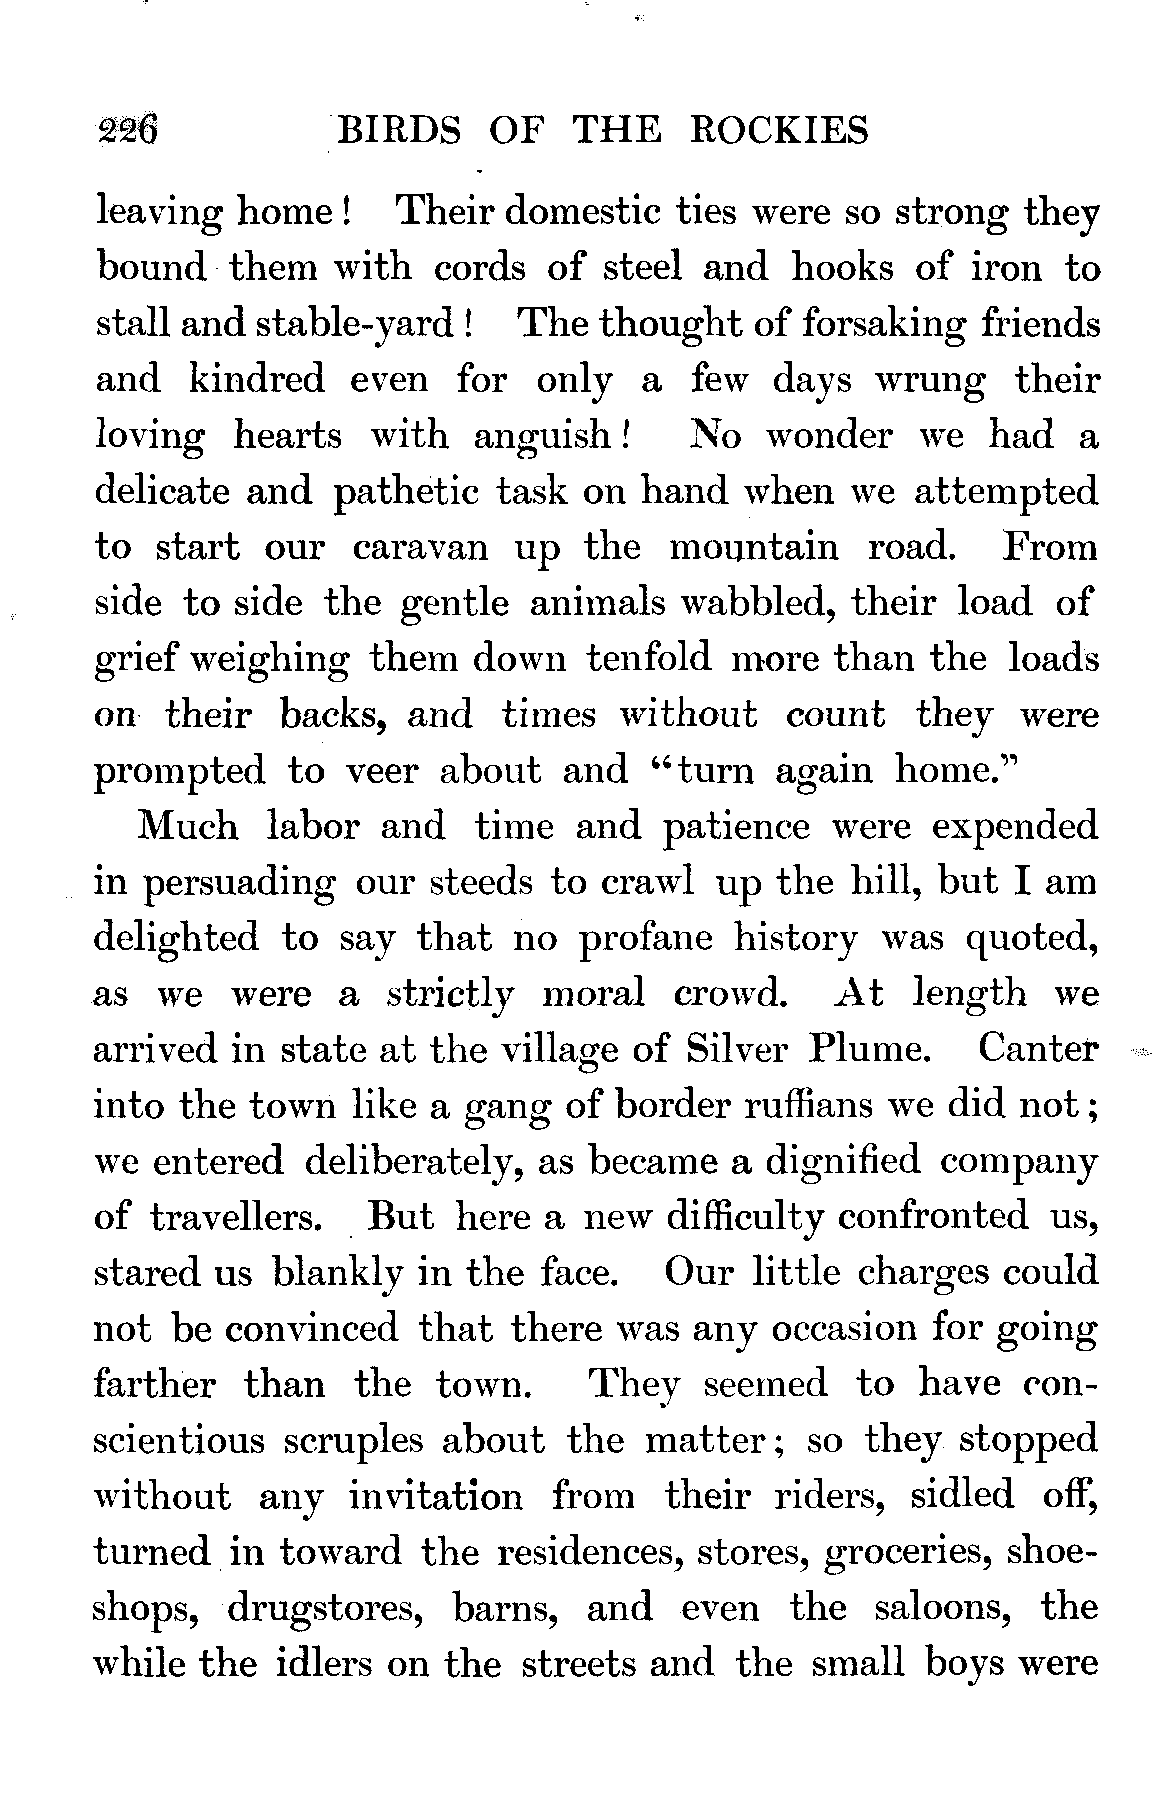 226 BIRDS OF THE ROCKIES
leaving home! Their domestic ties were so strong they
bound them with cords of steel and hooks of iron to
stall and stable-yard! The thought of forsaking friends
and kindred even for only a few days wrung their
loving hearts with anguish! No wonder we had a
delicate and pathetic task on hand when we attempted
to start our caravan up the mountain road. From
side to side the gentle animals wabbled, their load of
grief weighing them down tenfold more than the loads
on their backs, and times without count they were
prompted to veer about and “turn again home.”
Much labor and time and patience were expended
in persuading our steeds to crawl up the hill, but I am
delighted to say that no profane history was quoted,
as we were a strictly moral crowd. At length we
arrived in state at the village of Silver Plume. Canter
into the town like a gang of border ruffians we did not;
we entered deliberately, as became a dignified company
of travellers. But here a new difficulty confronted us,
stared us blankly in the face. Our little charges could
not be convinced that there was any occasion for going
farther than the town. They seemed to have con-
scientious scruples about the matter; so they stopped
without any invitation from their riders, sidled off,
turned in toward the residences, stores, groceries, shoe-
shops, drugstores, barns, and even the saloons, the
while the idlers on the streets and the small boys were